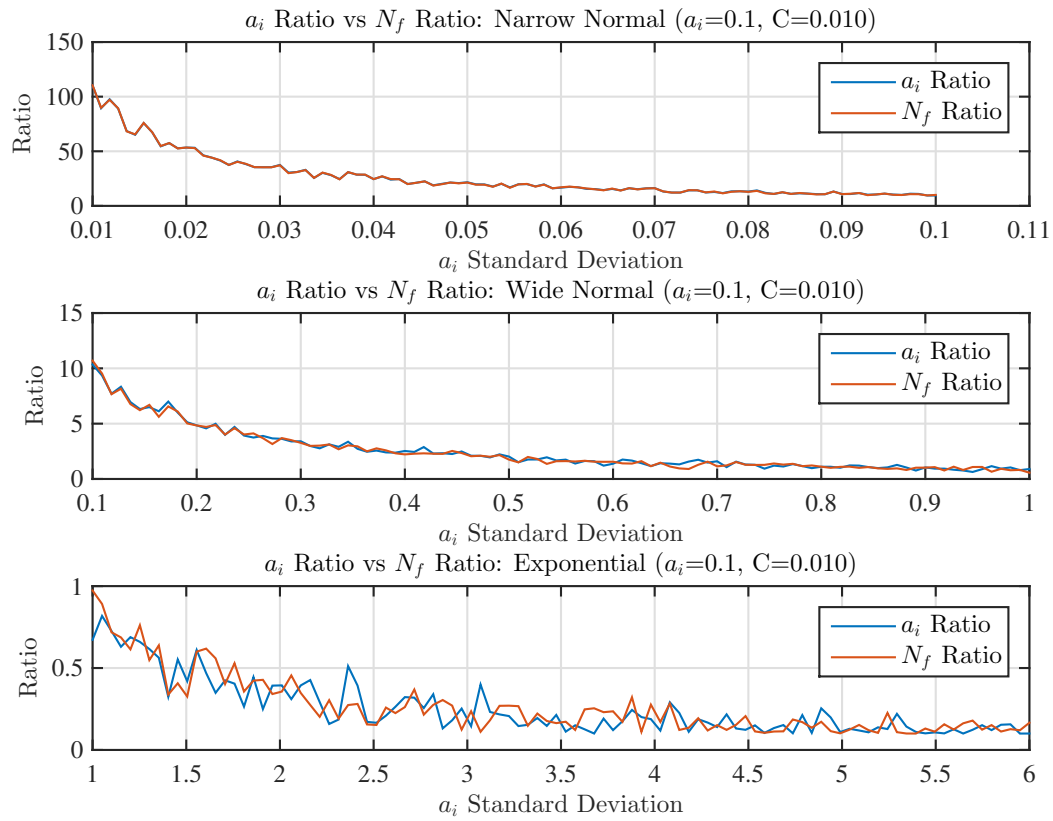 a_i Ratio vs N_f Ratio: Narrow Normal (a_i=0.1, C=0.010)
150
100
50
0
Ratio
a_i Ratio
N_f Ratio
0.01 0.02 0.03 0.04 0.05 0.06 0.07 0.08 0.09 0.1 0.11
a_i Standard Deviation
a_i Ratio vs N_f Ratio: Wide Normal (a_i=0.1, C=0.010)
15
10
5
0
Ratio
a_i Ratio
N_f Ratio
0.1 0.2 0.3 0.4 0.5 0.6 0.7 0.8 0.9 1
a_i Standard Deviation
a_i Ratio vs N_f Ratio: Exponential (a_i=0.1, C=0.010)
1
0.5
0
Ratio
a_i Ratio
N_f Ratio
1 1.5 2 2.5 3 3.5 4 4.5 5 5.5 6
a_i Standard Deviation